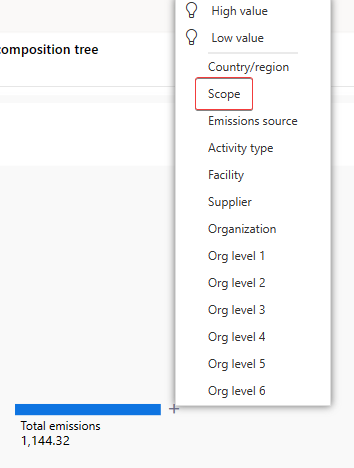 High value
Low value
composition tree
Country/region
Scope
Emissions source
Activity type
Facility
Supplier
Organization
Org level 1
Org level 2
Org level 3
Org level 4
Org level 5
Org level 6
Total emissions
1,144.32